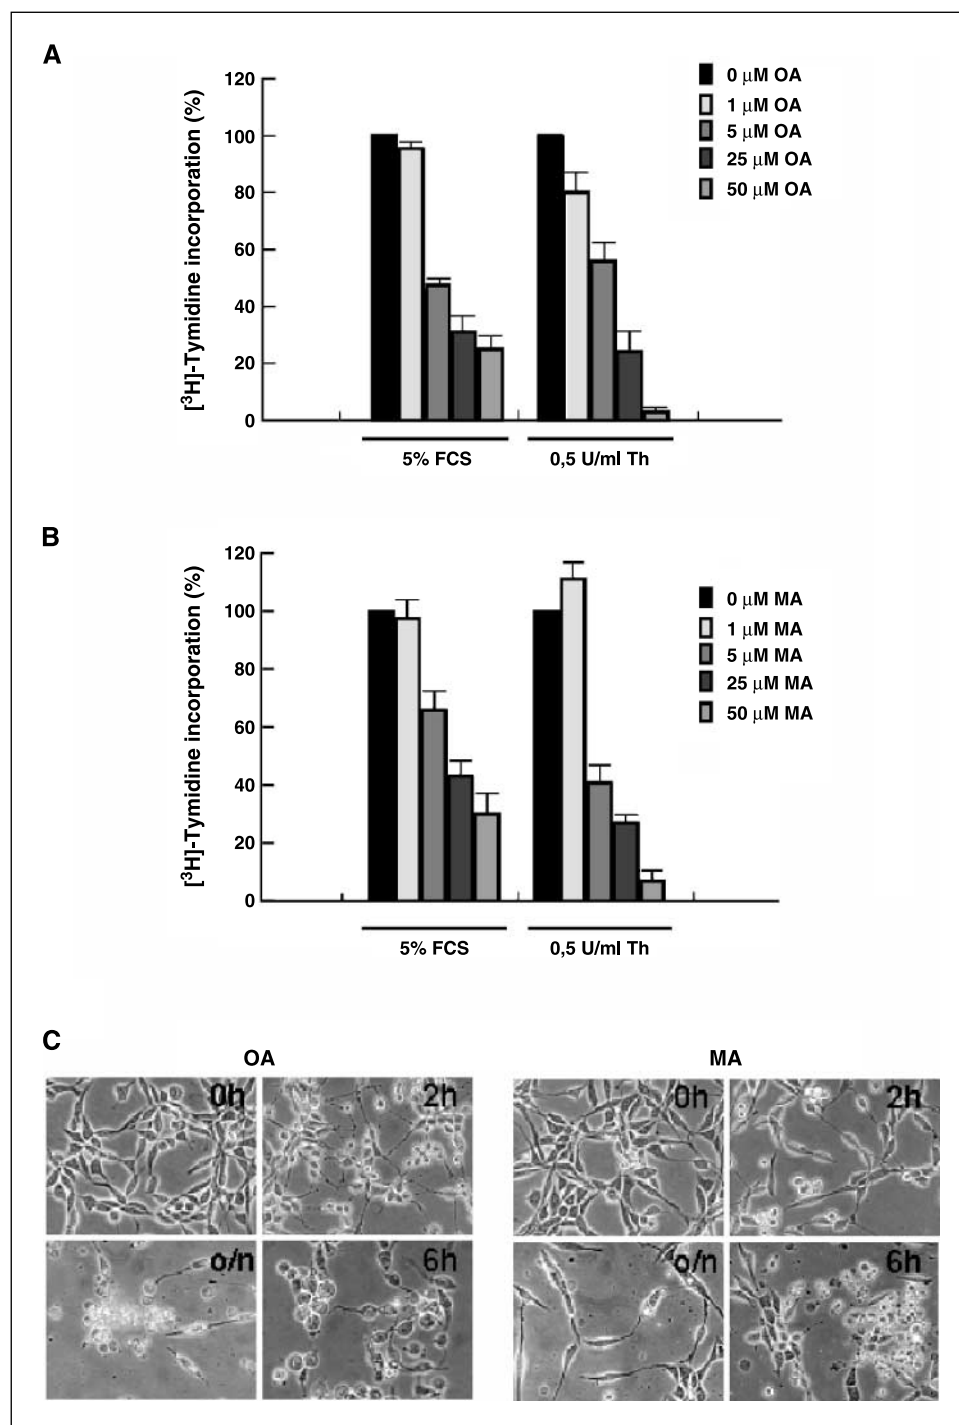 A
[³H]-Tymidine incorporation (%)
120
100
80
60
40
20
0
0 μM OA
1 μM OA
5 μM OA
25 μM OA
50 μM OA
5% FCS 0,5 U/ml Th
B
[³H]-Tymidine incorporation (%)
120
100
80
60
40
20
0
0 μM MA
1 μM MA
5 μM MA
25 μM MA
50 μM MA
5% FCS 0,5 U/ml Th
C
OA MA
0h 2h 0h 2h
o/n 6h o/n 6h